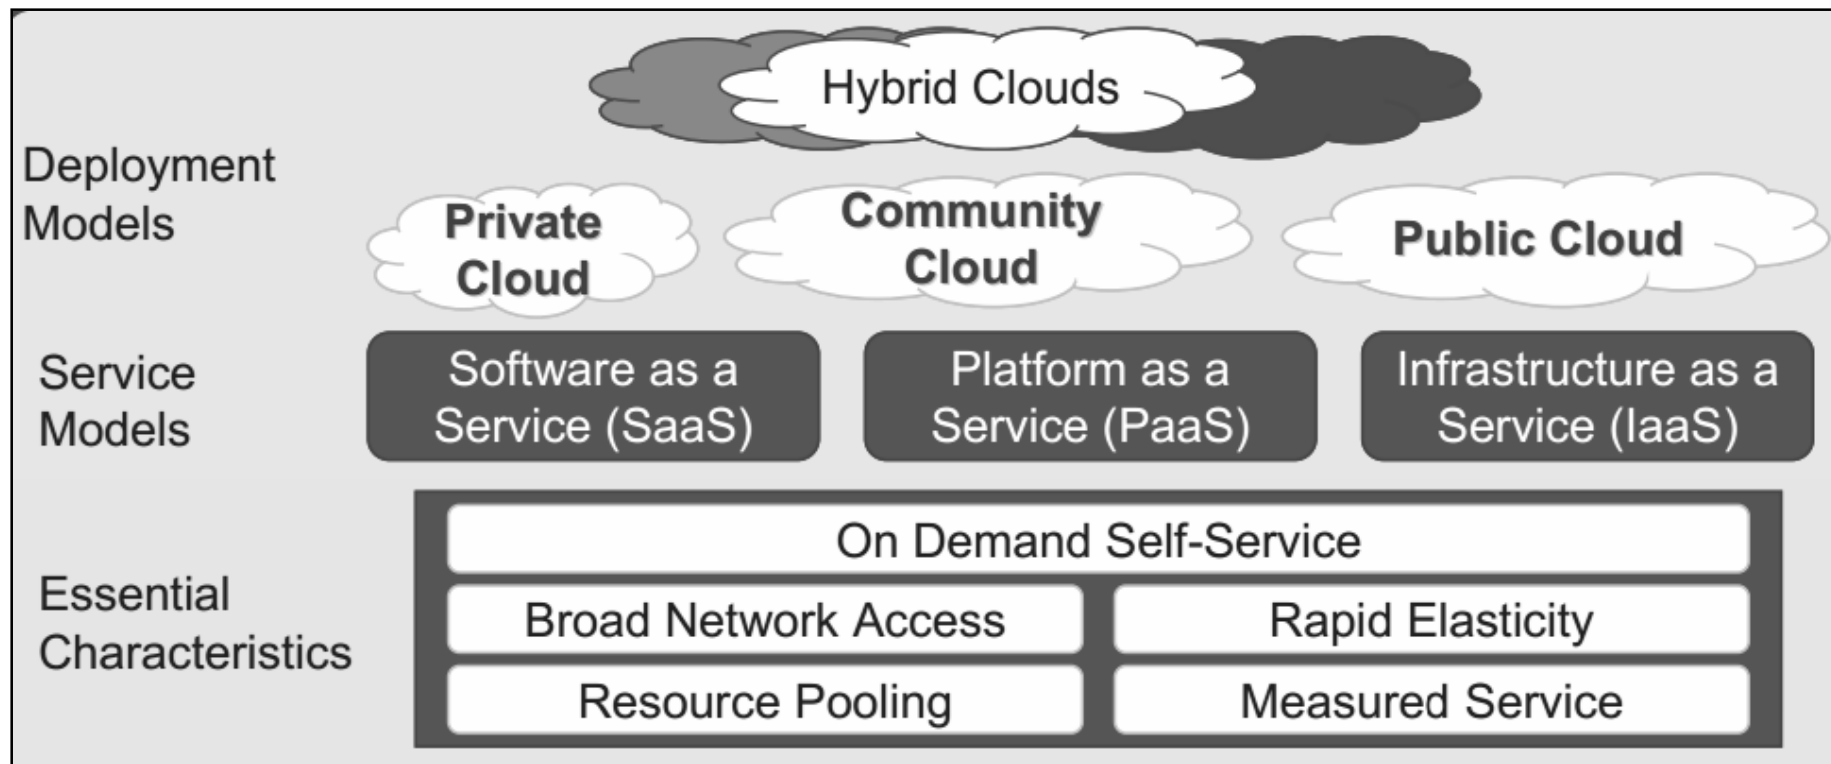 Hybrid Clouds
Deployment
Models
Private
Cloud
Community
Cloud
Public Cloud
Service
Models
Software as a
Service (SaaS)
Platform as a
Service (PaaS)
Infrastructure as a
Service (IaaS)
Essential
Characteristics
On Demand Self-Service
Broad Network Access
Rapid Elasticity
Resource Pooling
Measured Service